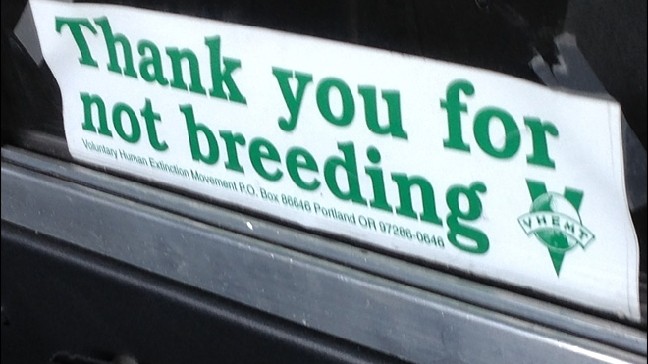 Thank you for
not breeding
Voluntary Human Extinction Movement P.O. Box 86646 Portland OR 97286-0646
VHEMT